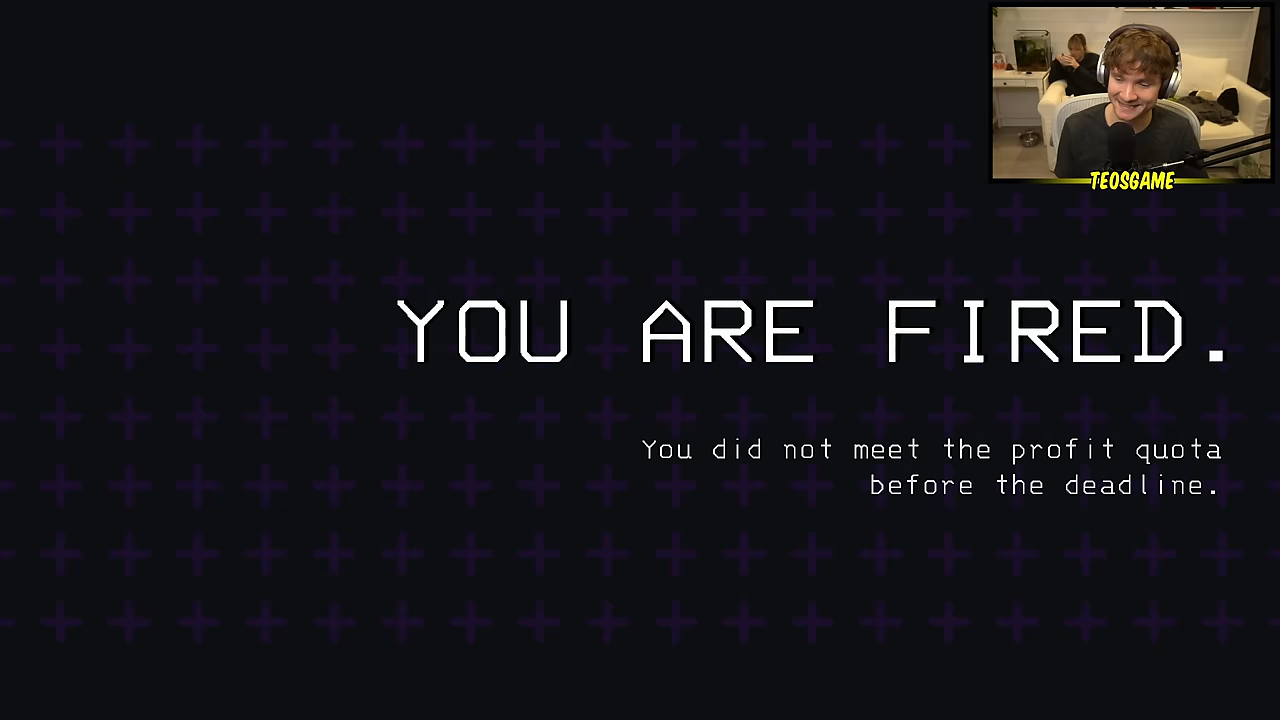 TEOSGAME
YOU ARE FIRED.
You did not meet the profit quota
before the deadline.